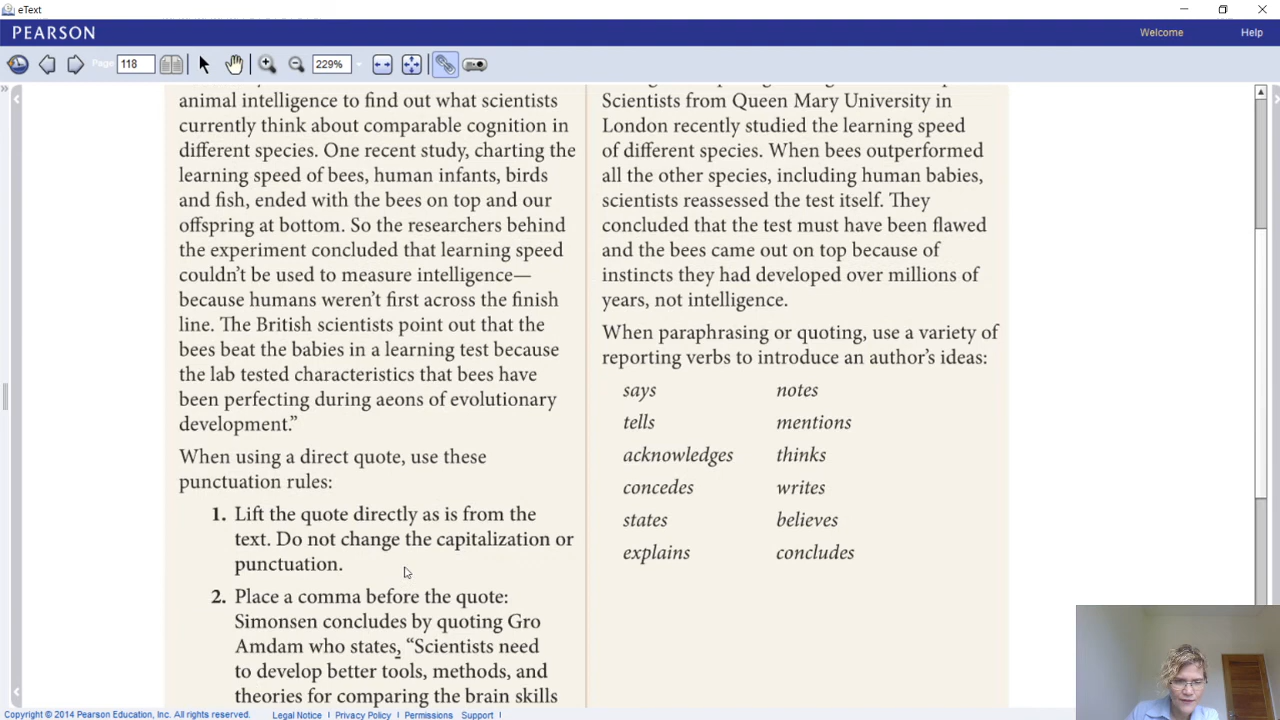 eText
PEARSON
Welcome
Help
Page
118
229%
animal intelligence to find out what scientists
currently think about comparable cognition in
different species. One recent study, charting the
learning speed of bees, human infants, birds
and fish, ended with the bees on top and our
offspring at bottom. So the researchers behind
the experiment concluded that learning speed
couldn't be used to measure intelligence—
because humans weren't first across the finish
line. The British scientists point out that the
bees beat the babies in a learning test because
the lab tested characteristics that bees have
been perfecting during aeons of evolutionary
development.”
When using a direct quote, use these
punctuation rules:
1. Lift the quote directly as is from the
text. Do not change the capitalization or
punctuation.
2. Place a comma before the quote:
Simonsen concludes by quoting Gro
Amdam who states, “Scientists need
to develop better tools, methods, and
theories for comparing the brain skills
Scientists from Queen Mary University in
London recently studied the learning speed
of different species. When bees outperformed
all the other species, including human babies,
scientists reassessed the test itself. They
concluded that the test must have been flawed
and the bees came out on top because of
instincts they had developed over millions of
years, not intelligence.
When paraphrasing or quoting, use a variety of
reporting verbs to introduce an author's ideas:
says notes
tells mentions
acknowledges thinks
concedes writes
states believes
explains concludes
Copyright © 2014 Pearson Education, Inc. All rights reserved. Legal Notice | Privacy Policy | Permissions Support |